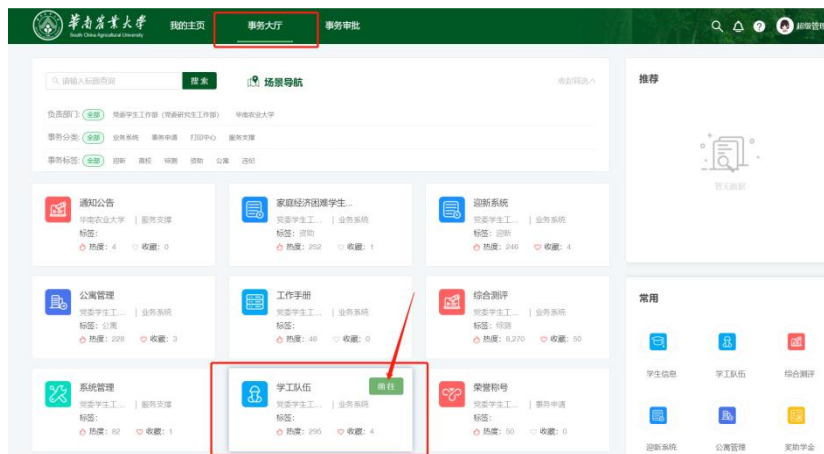 华南农业大学
South China Agricultural University
我的主页
事务大厅
事务审批
超级管理
请输入标题查询
搜索
场景导航
收起筛选
推荐
负责部门: 全部 党委学生工作部 (党委研究生工作部) 华南农业大学
事务分类: 全部 业务系统 事务申请 打印中心 服务支撑
事务标签: 全部 迎新 离校 综测 资助 公寓 违纪
暂无数据
通知公告
华南农业大学 | 服务支撑
标签:
热度: 4 收藏: 0
家庭经济困难学生...
党委学生工... | 业务系统
标签: 资助
热度: 252 收藏: 1
迎新系统
党委学生工... | 业务系统
标签: 迎新
热度: 246 收藏: 4
公寓管理
党委学生工... | 业务系统
标签: 公寓
热度: 228 收藏: 3
工作手册
党委学生工... | 业务系统
标签:
热度: 46 收藏: 0
综合测评
党委学生工... | 业务系统
标签: 综测
热度: 8,270 收藏: 50
常用
学生信息
学工队伍
综合测评
系统管理
党委学生工... | 服务支撑
标签:
热度: 82 收藏: 1
学工队伍
前往
党委学生工... | 业务系统
标签:
热度: 295 收藏: 4
荣誉称号
党委学生工... | 事务申请
标签:
热度: 50 收藏: 0
迎新系统
公寓管理
奖助学金